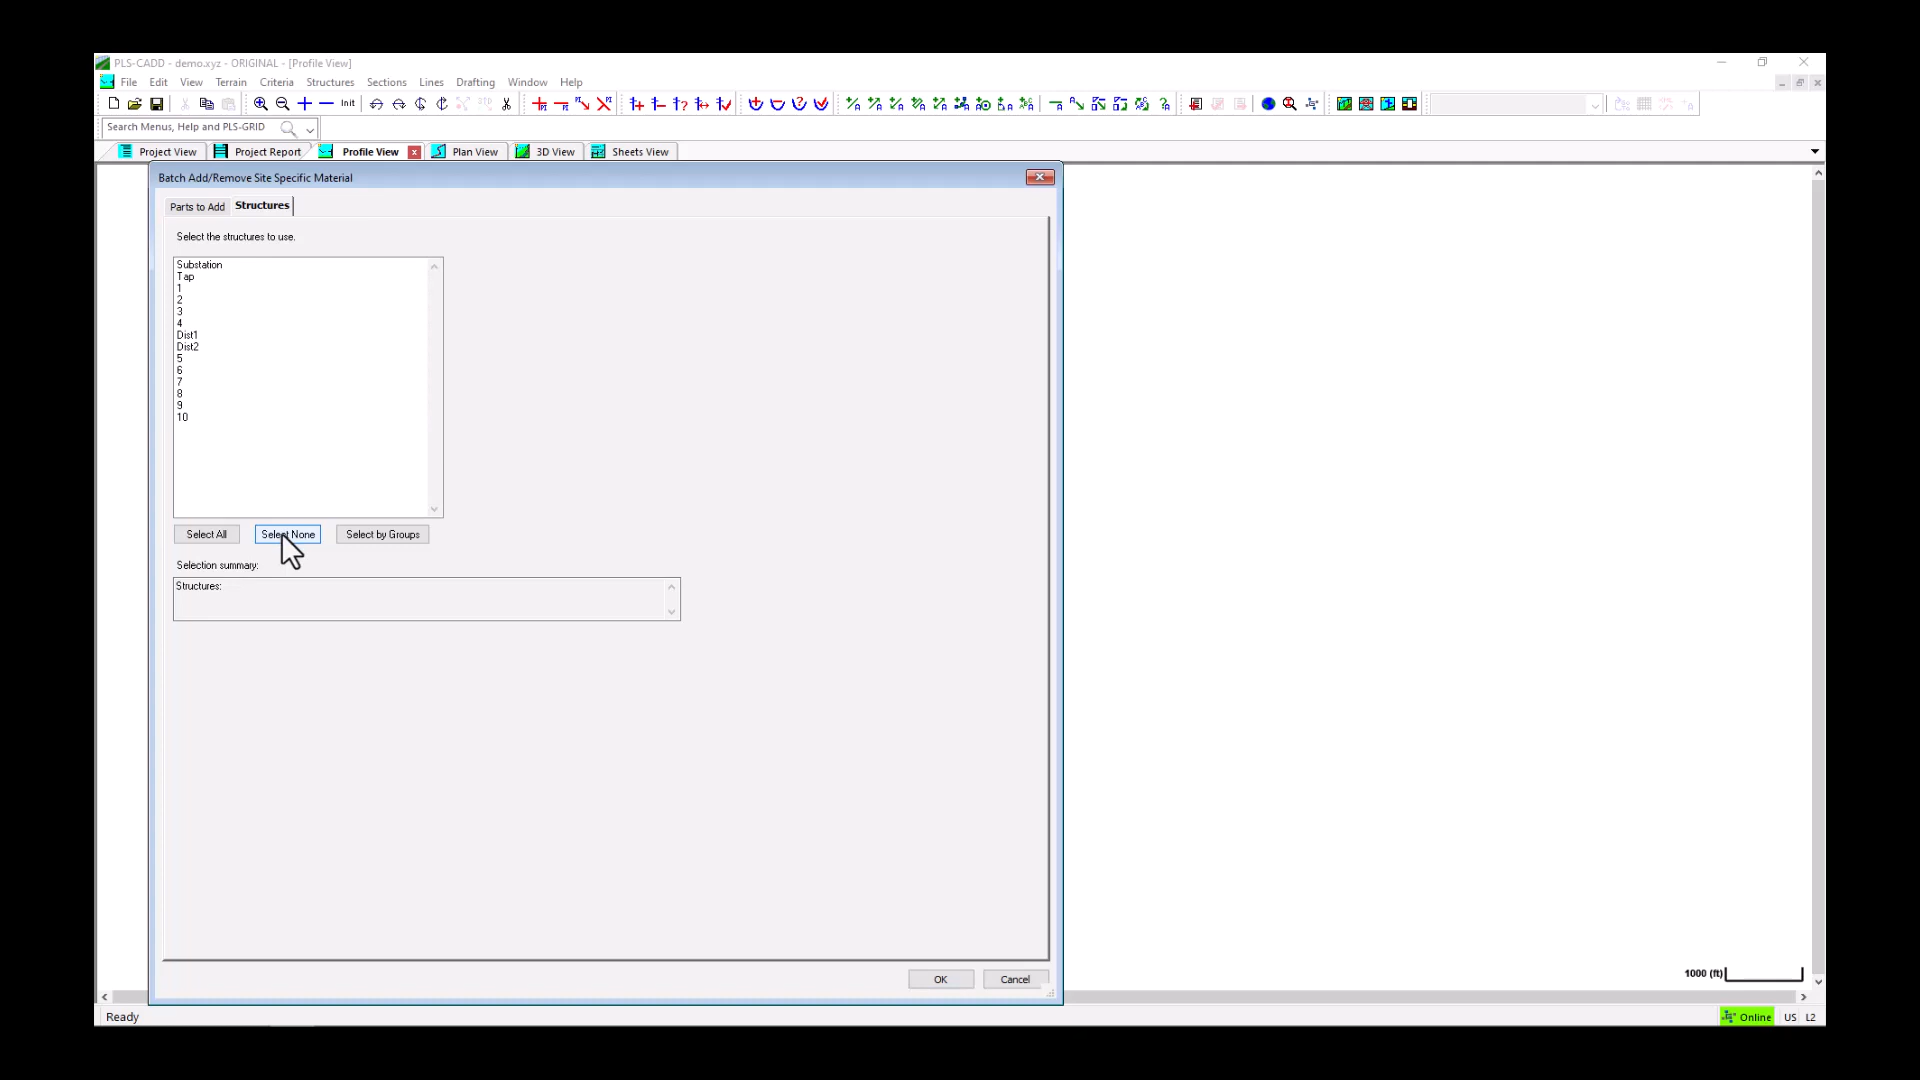 PLS-CADD - demo.xyz - ORIGINAL - [Profile View]
File Edit View Terrain Criteria Structures Sections Lines Drafting Window Help
Init
Search Menus, Help and PLS-GRID
Project View Project Report Profile View Plan View 3D View Sheets View
Batch Add/Remove Site Specific Material
Parts to Add Structures
Select the structures to use.
Substation
Tap
1
2
3
4
Dist1
Dist2
5
6
7
8
9
10
Select All Select None Select by Groups
Selection summary:
Structures:
OK Cancel
1000 (ft)
Ready Online US L2